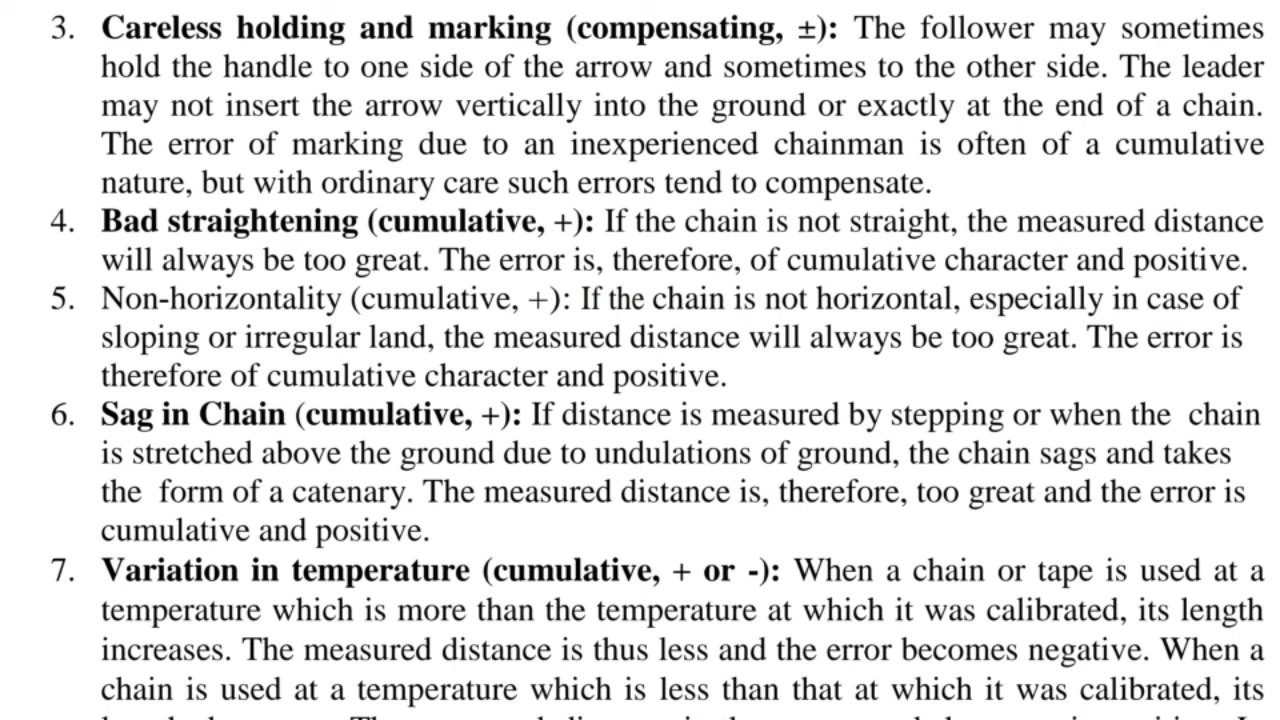 3. Careless holding and marking (compensating, ±): The follower may sometimes
hold the handle to one side of the arrow and sometimes to the other side. The leader
may not insert the arrow vertically into the ground or exactly at the end of a chain.
The error of marking due to an inexperienced chainman is often of a cumulative
nature, but with ordinary care such errors tend to compensate.
4. Bad straightening (cumulative, +): If the chain is not straight, the measured distance
will always be too great. The error is, therefore, of cumulative character and positive.
5. Non-horizontality (cumulative, +): If the chain is not horizontal, especially in case of
sloping or irregular land, the measured distance will always be too great. The error is
therefore of cumulative character and positive.
6. Sag in Chain (cumulative, +): If distance is measured by stepping or when the chain
is stretched above the ground due to undulations of ground, the chain sags and takes
the form of a catenary. The measured distance is, therefore, too great and the error is
cumulative and positive.
7. Variation in temperature (cumulative, + or -): When a chain or tape is used at a
temperature which is more than the temperature at which it was calibrated, its length
increases. The measured distance is thus less and the error becomes negative. When a
chain is used at a temperature which is less than that at which it was calibrated, its